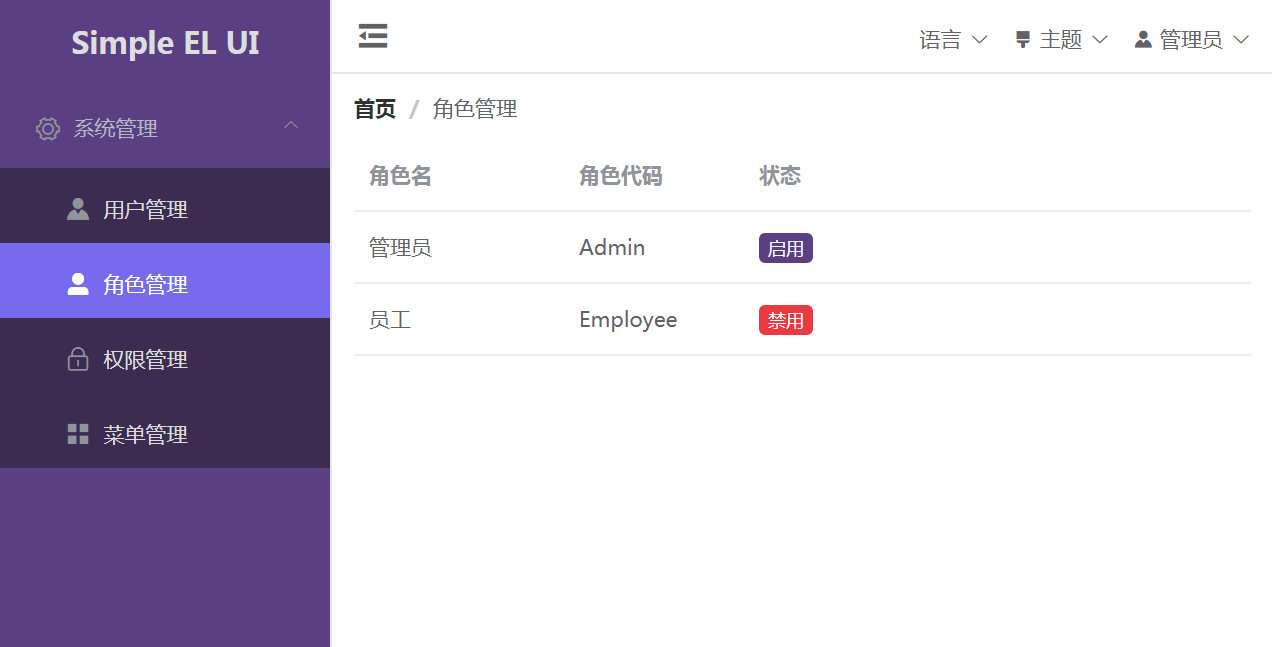 Simple EL UI
系统管理
用户管理
角色管理
权限管理
菜单管理
语言 主题 管理员
首页 / 角色管理
角色名 角色代码 状态
管理员 Admin 启用
员工 Employee 禁用